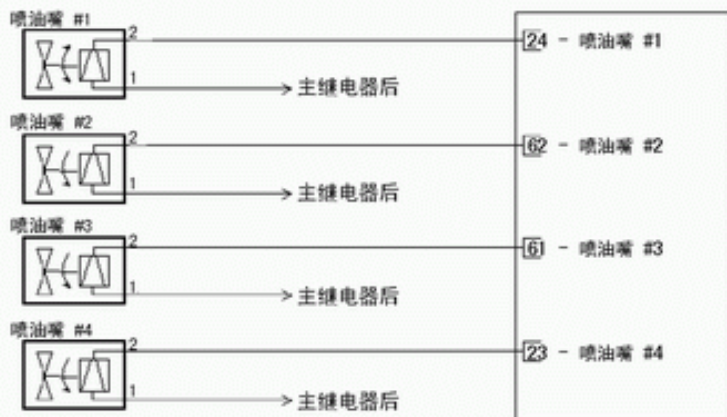 喷油嘴 #1
2
24 - 喷油嘴 #1
1
主继电器后
喷油嘴 #2
2
62 - 喷油嘴 #2
1
主继电器后
喷油嘴 #3
2
61 - 喷油嘴 #3
1
主继电器后
喷油嘴 #4
2
23 - 喷油嘴 #4
1
主继电器后